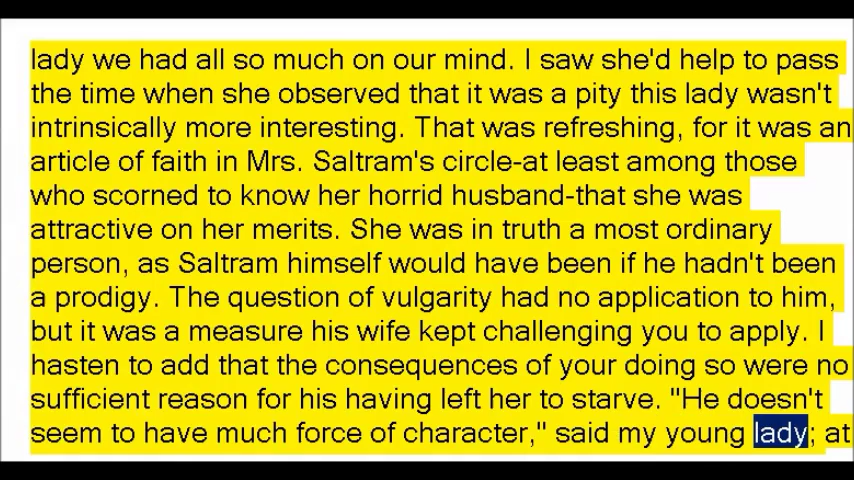 lady we had all so much on our mind. I saw she'd help to pass
the time when she observed that it was a pity this lady wasn't
intrinsically more interesting. That was refreshing, for it was an
article of faith in Mrs. Saltram's circle-at least among those
who scorned to know her horrid husband-that she was
attractive on her merits. She was in truth a most ordinary
person, as Saltram himself would have been if he hadn't been
a prodigy. The question of vulgarity had no application to him,
but it was a measure his wife kept challenging you to apply. I
hasten to add that the consequences of your doing so were no
sufficient reason for his having left her to starve. "He doesn't
seem to have much force of character," said my young lady; at